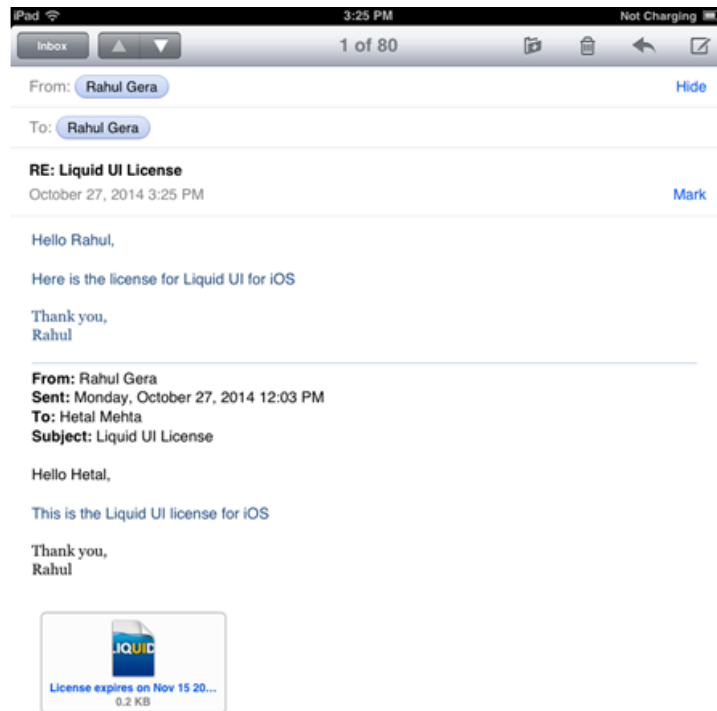 iPad 3:25 PM Not Charging
Inbox 1 of 80
From: Rahul Gera Hide
To: Rahul Gera
RE: Liquid UI License
October 27, 2014 3:25 PM Mark
Hello Rahul,
Here is the license for Liquid UI for iOS
Thank you,
Rahul
From: Rahul Gera
Sent: Monday, October 27, 2014 12:03 PM
To: Hetal Mehta
Subject: Liquid UI License
Hello Hetal,
This is the Liquid UI license for iOS
Thank you,
Rahul
LIQUID
License expires on Nov 15 20...
0.2 KB